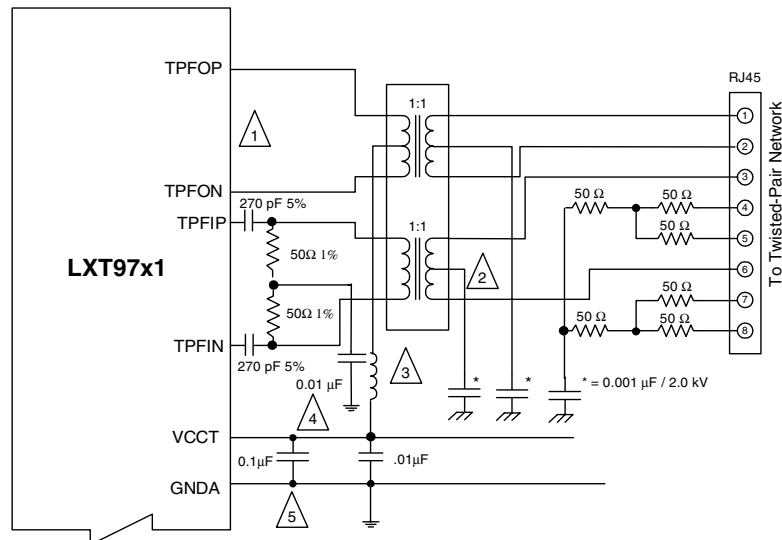 RJ45
TPFOP
1:1
1
1
2
TPFON
3
270 pF 5%
TPFIP
1:1
50 Ω
50 Ω
4
50Ω 1%
5
LXT97x1
2
6
To Twisted-Pair Network
50Ω 1%
50 Ω
7
50 Ω
50 Ω
8
TPFIN
270 pF 5%
0.01 µF
3
*
*
* = 0.001 µF / 2.0 kV
4
VCCT
0.1µF
.01µF
GNDA
5